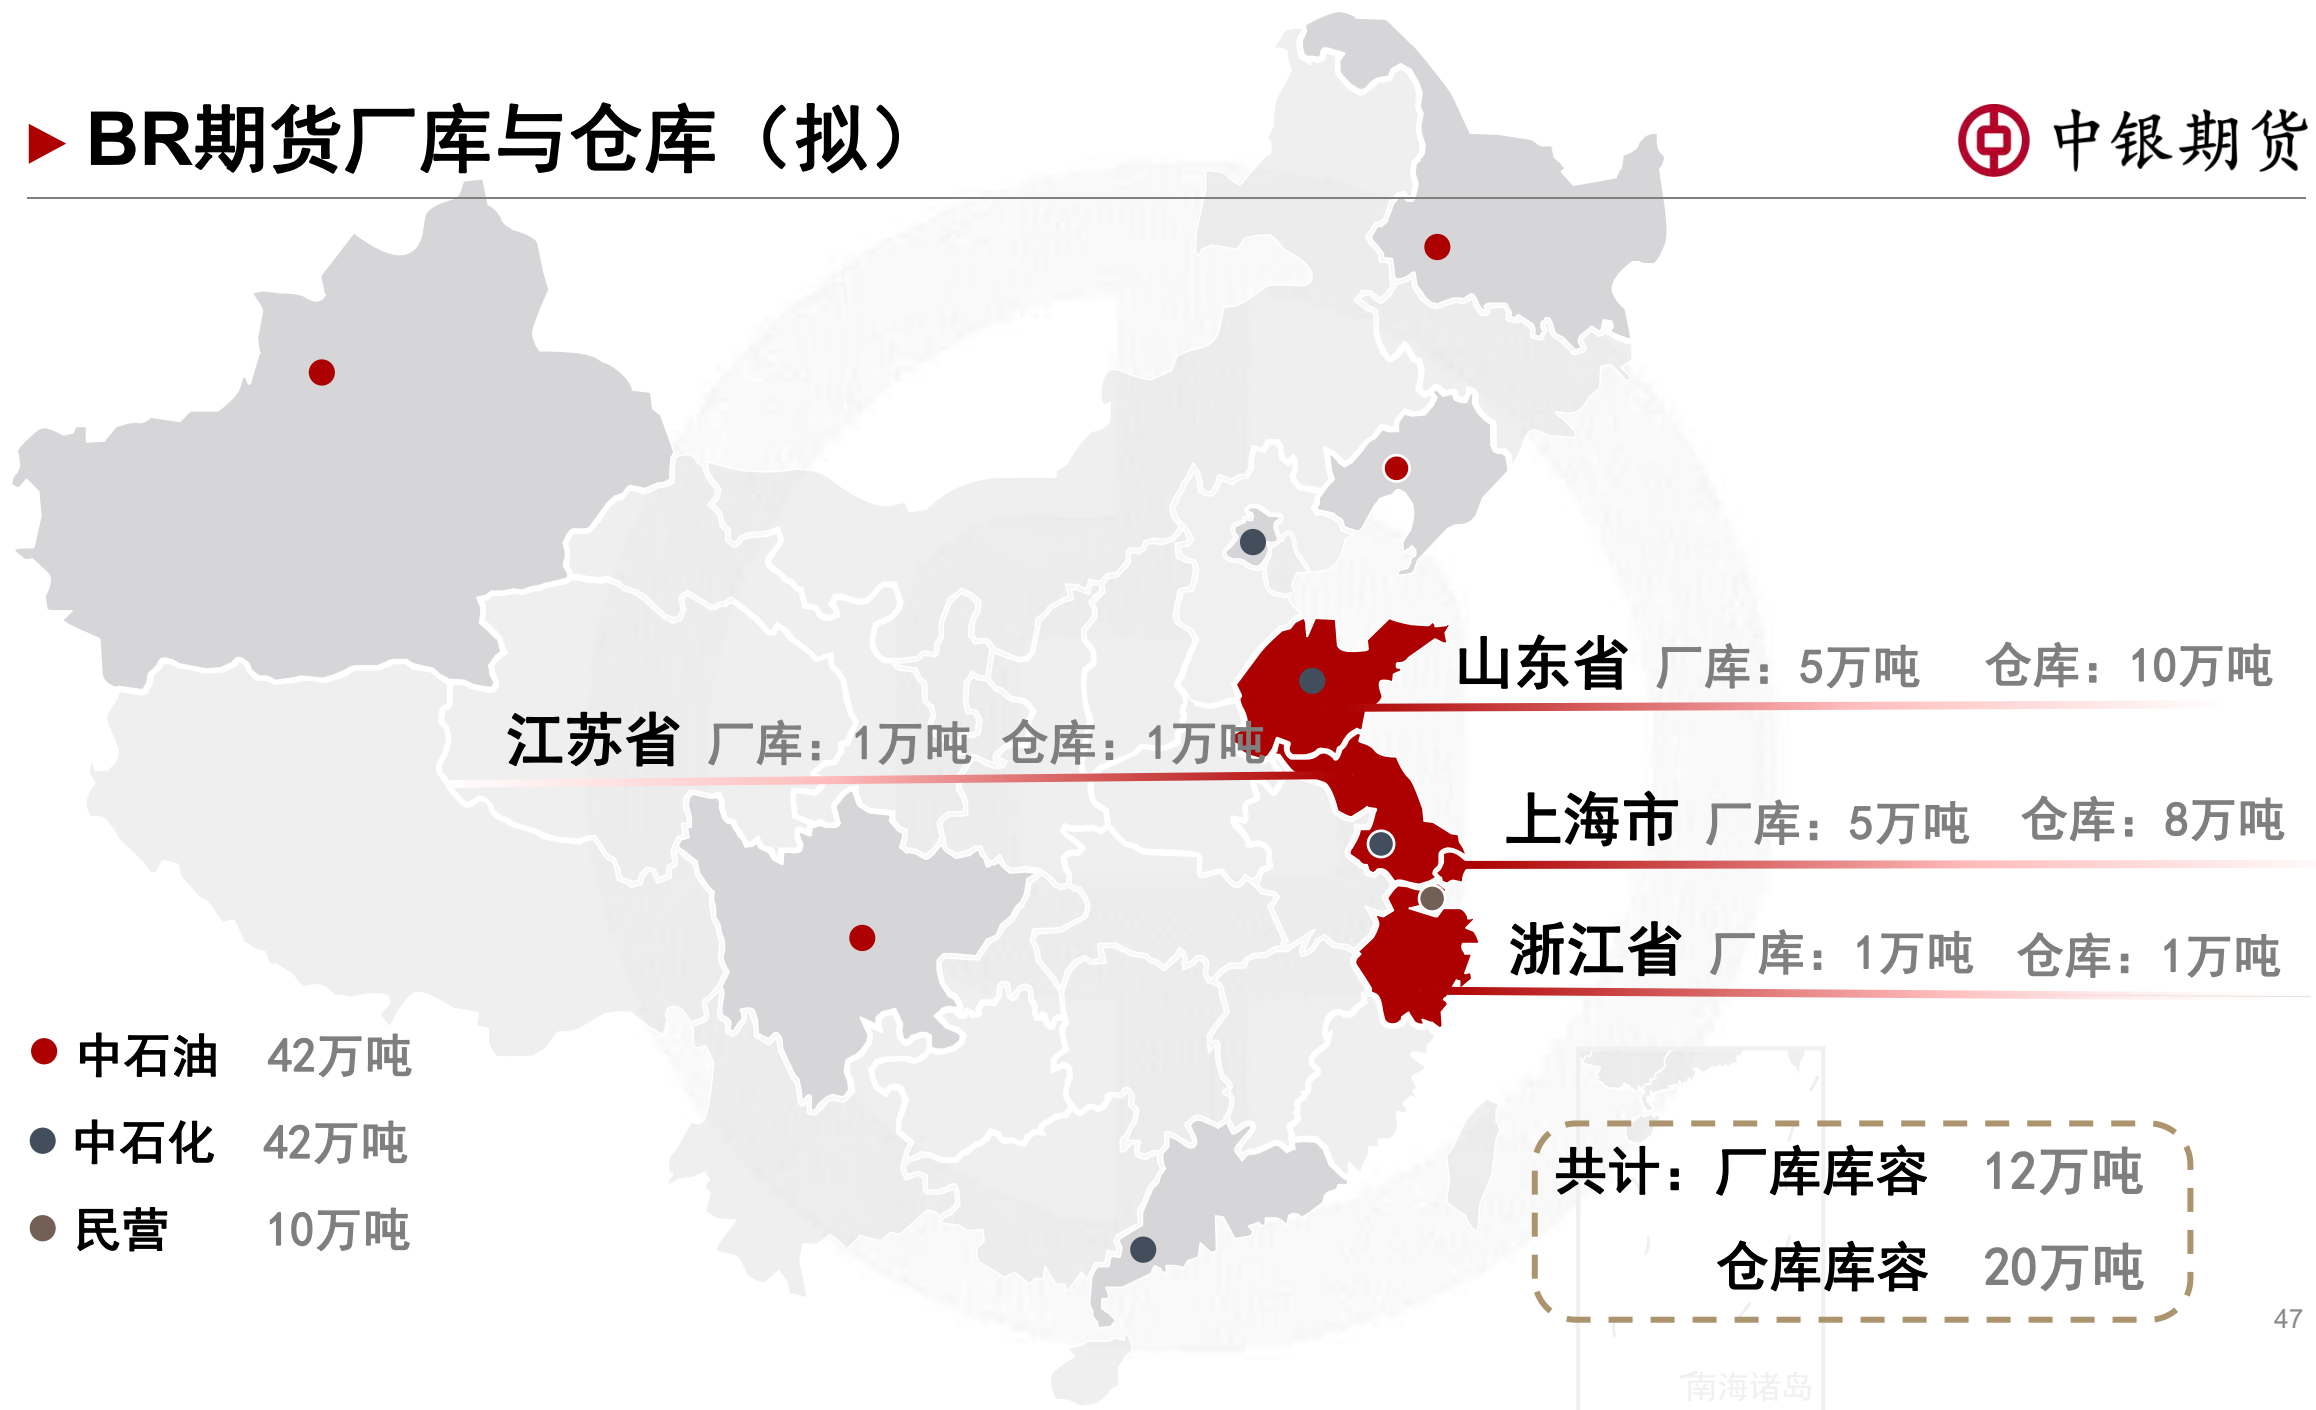 BR期货厂库与仓库（拟）
中银期货
山东省 厂库：5万吨 仓库：10万吨
江苏省 厂库：1万吨 仓库：1万吨
上海市 厂库：5万吨 仓库：8万吨
浙江省 厂库：1万吨 仓库：1万吨
中石油 42万吨
中石化 42万吨
民营 10万吨
共计：厂库库容 12万吨
仓库库容 20万吨
47
南海诸岛